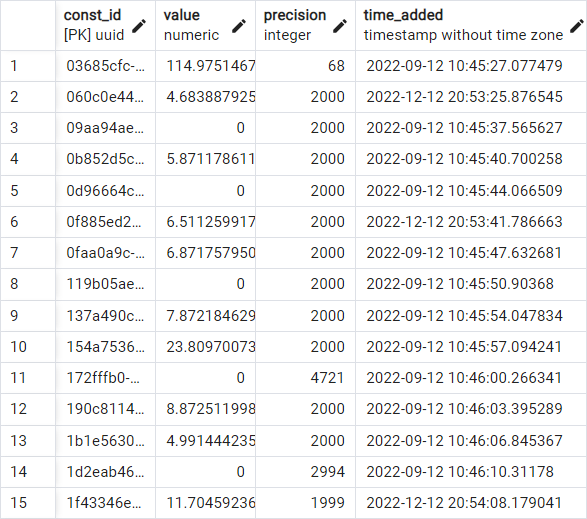 const_id value precision time_added
[PK] uuid numeric integer timestamp without time zone
1 03685cfc-... 114.9751467 68 2022-09-12 10:45:27.077479
2 060c0e44... 4.683887925 2000 2022-12-12 20:53:25.876545
3 09aa94ae... 0 2000 2022-09-12 10:45:37.565627
4 0b852d5c... 5.871178611 2000 2022-09-12 10:45:40.700258
5 0d96664c... 0 2000 2022-09-12 10:45:44.066509
6 0f885ed2... 6.511259917 2000 2022-12-12 20:53:41.786663
7 0faa0a9c-... 6.871757950 2000 2022-09-12 10:45:47.632681
8 119b05ae... 0 2000 2022-09-12 10:45:50.90368
9 137a490c... 7.872184629 2000 2022-09-12 10:45:54.047834
10 154a7536... 23.80970073 2000 2022-09-12 10:45:57.094241
11 172fffb0-... 0 4721 2022-09-12 10:46:00.266341
12 190c8114... 8.872511998 2000 2022-09-12 10:46:03.395289
13 1b1e5630... 4.991444235 2000 2022-09-12 10:46:06.845367
14 1d2eab46... 0 2994 2022-09-12 10:46:10.31178
15 1f43346e... 11.70459236 1999 2022-12-12 20:54:08.179041